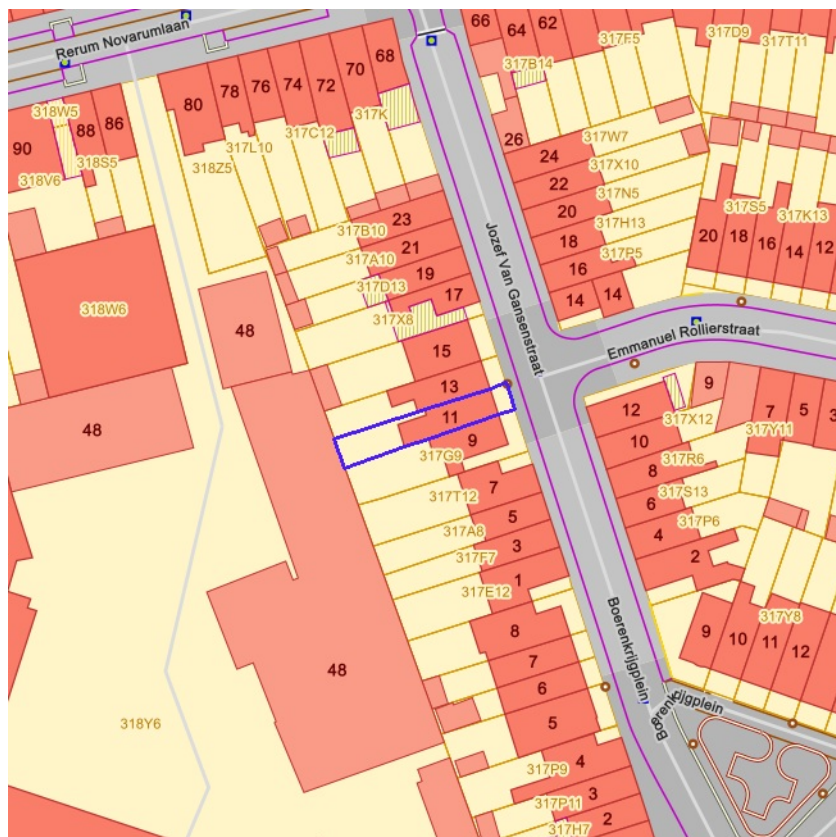 Rerum Novarumlaan
66
64
62
317F5
317D9
317T11
317B14
80
78
76
74
72
70
68
318W5
88
86
90
318S5
318V6
318Z5
317L10
317C12
317K
26
24
22
20
18
16
14
14
317W7
317X10
317N5
317H13
317P5
317S5
317K13
20
18
16
14
12
23
21
19
17
317B10
317A10
317D13
317X8
15
13
11
9
317G9
Jozef Van Gansenstraat
Emmanuel Rollierstraat
318W6
48
48
12
10
8
6
4
2
9
317X12
7
5
3
317Y11
317R6
317S13
317P6
7
5
3
1
317T12
317A8
317F7
317E12
8
7
6
5
48
318Y6
Boerenkrijgplein
Boerenkrijgplein
9
10
11
12
317Y8
317P9
4
317P11
3
317H7
2